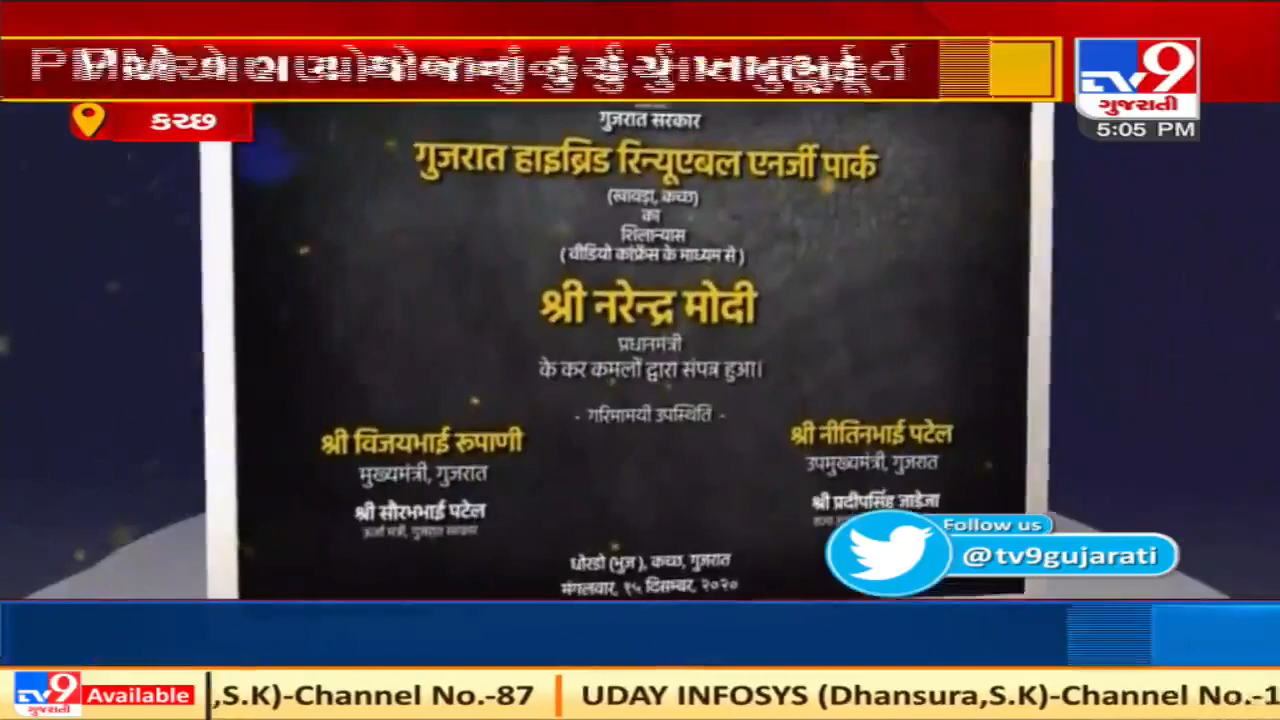 TV9
ગુજરાતી
5:05 PM
કચ્છ
गुजरात सरकार
गुजरात हाइब्रिड रिन्यूएबल एनर्जी पार्क
(खावड़ा, कच्छ)
का
शिलान्यास
( वीडियो कांफ्रेंस के माध्यम से )
श्री नरेन्द्र मोदी
प्रधानमंत्री
के कर कमलों द्वारा संपन्न हुआ।
- गरिमामयी उपस्थिति -
श्री विजयभाई रूपाणी
मुख्यमंत्री, गुजरात
श्री सौरभभाई पटेल
ऊर्जा मंत्री, गुजरात सरकार
श्री नीतिनभाई पटेल
उपमुख्यमंत्री, गुजरात
श्री प्रदीपसिंह जाडेजा
धोरडो (भुज), कच्छ, गुजरात
मंगलवार, १५ दिसम्बर, २०२०
Follow us
@tv9gujarati
TV9
ગુજરાતી
Available
,S.K)-Channel No.-87
UDAY INFOSYS (Dhansura,S.K)-Channel No.-1